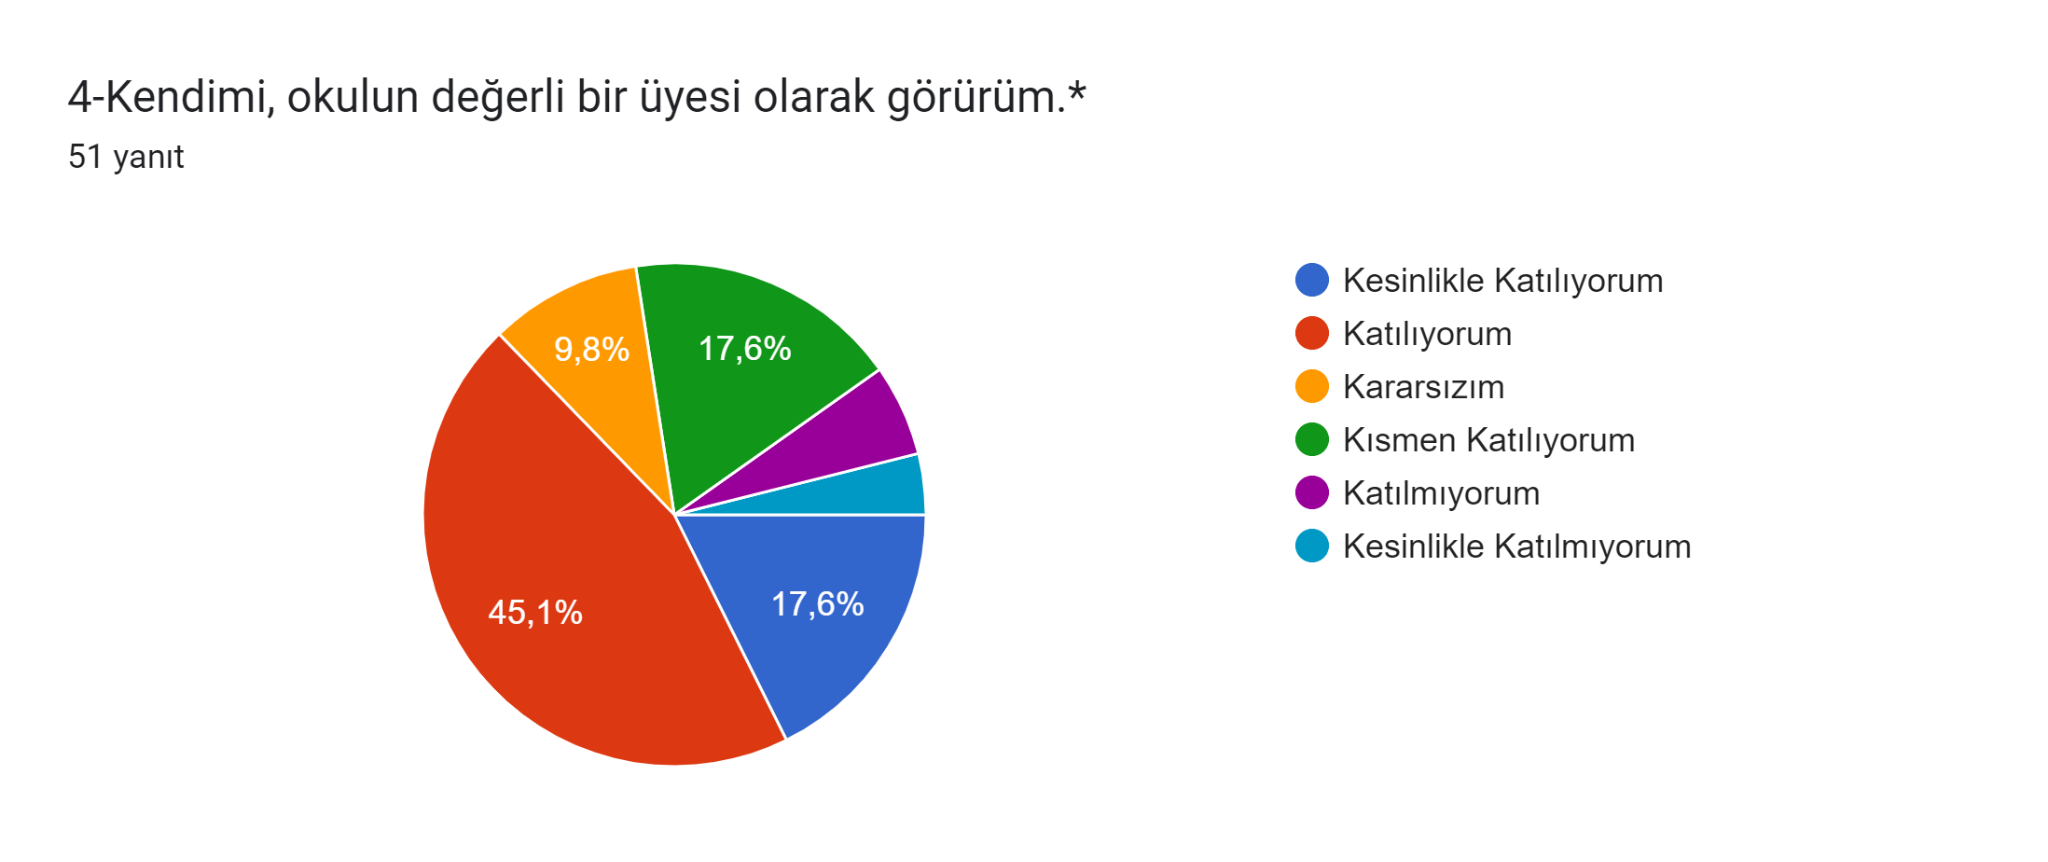 4-Kendimi, okulun değerli bir üyesi olarak görürüm.*
51 yanıt
9,8%
17,6%
45,1%
17,6%
Kesinlikle Katılıyorum
Katılıyorum
Kararsızım
Kısmen Katılıyorum
Katılmıyorum
Kesinlikle Katılmıyorum